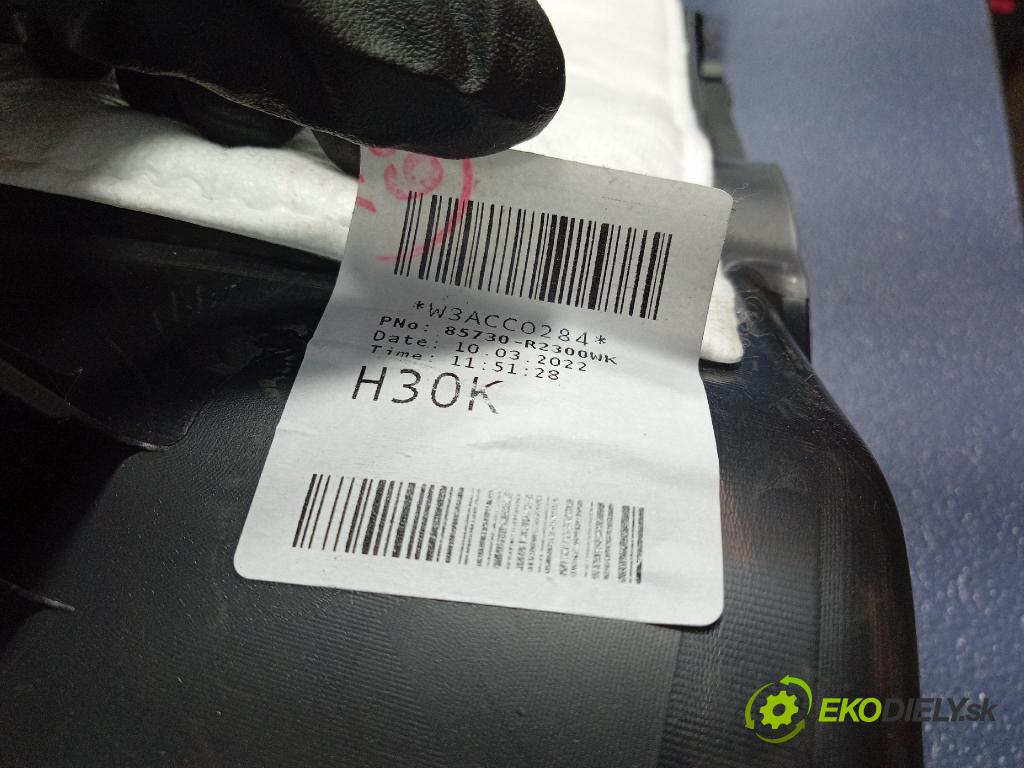 *W3ACC0284*
PNo: 85730-R2300WK
Date: 10.03.2022
Time: 11:51:28
H30K
EKODIELY.sk